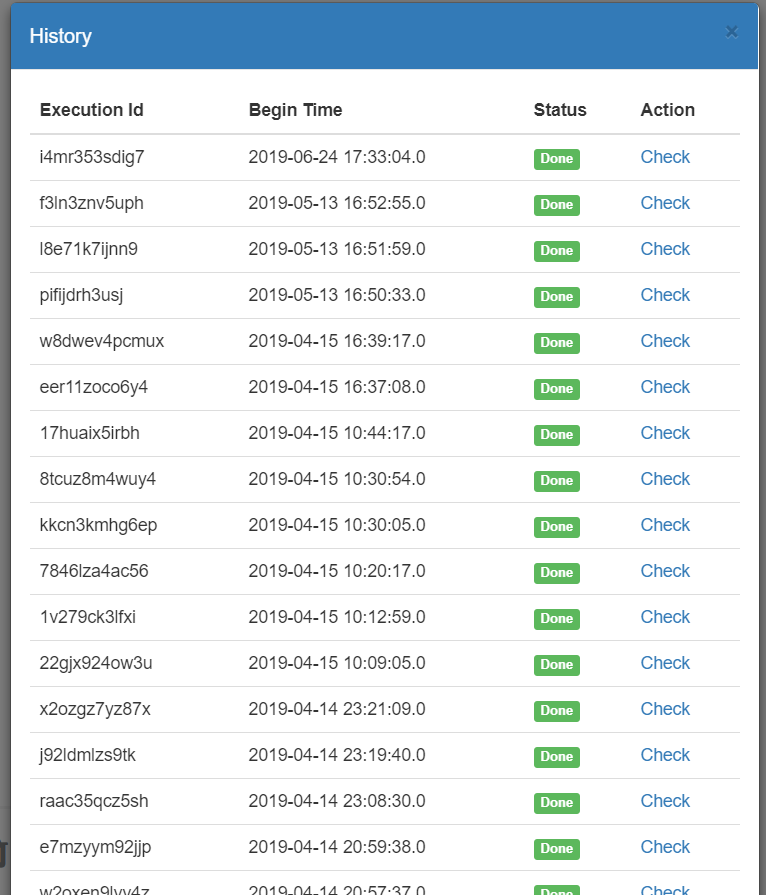 History ×
Execution Id Begin Time Status Action
i4mr353sdig7 2019-06-24 17:33:04.0 Done Check
f3ln3znv5uph 2019-05-13 16:52:55.0 Done Check
l8e71k7ijnn9 2019-05-13 16:51:59.0 Done Check
pifijdrh3usj 2019-05-13 16:50:33.0 Done Check
w8dwev4pcmux 2019-04-15 16:39:17.0 Done Check
eer11zoco6y4 2019-04-15 16:37:08.0 Done Check
17huaix5irbh 2019-04-15 10:44:17.0 Done Check
8tcuz8m4wuy4 2019-04-15 10:30:54.0 Done Check
kkcn3kmhg6ep 2019-04-15 10:30:05.0 Done Check
7846lza4ac56 2019-04-15 10:20:17.0 Done Check
1v279ck3lfxi 2019-04-15 10:12:59.0 Done Check
22gjx924ow3u 2019-04-15 10:09:05.0 Done Check
x2ozgz7yz87x 2019-04-14 23:21:09.0 Done Check
j92ldmlzs9tk 2019-04-14 23:19:40.0 Done Check
raac35qcz5sh 2019-04-14 23:08:30.0 Done Check
e7mzyym92jjp 2019-04-14 20:59:38.0 Done Check
2019-04-14 20:57:37.0 Done Check